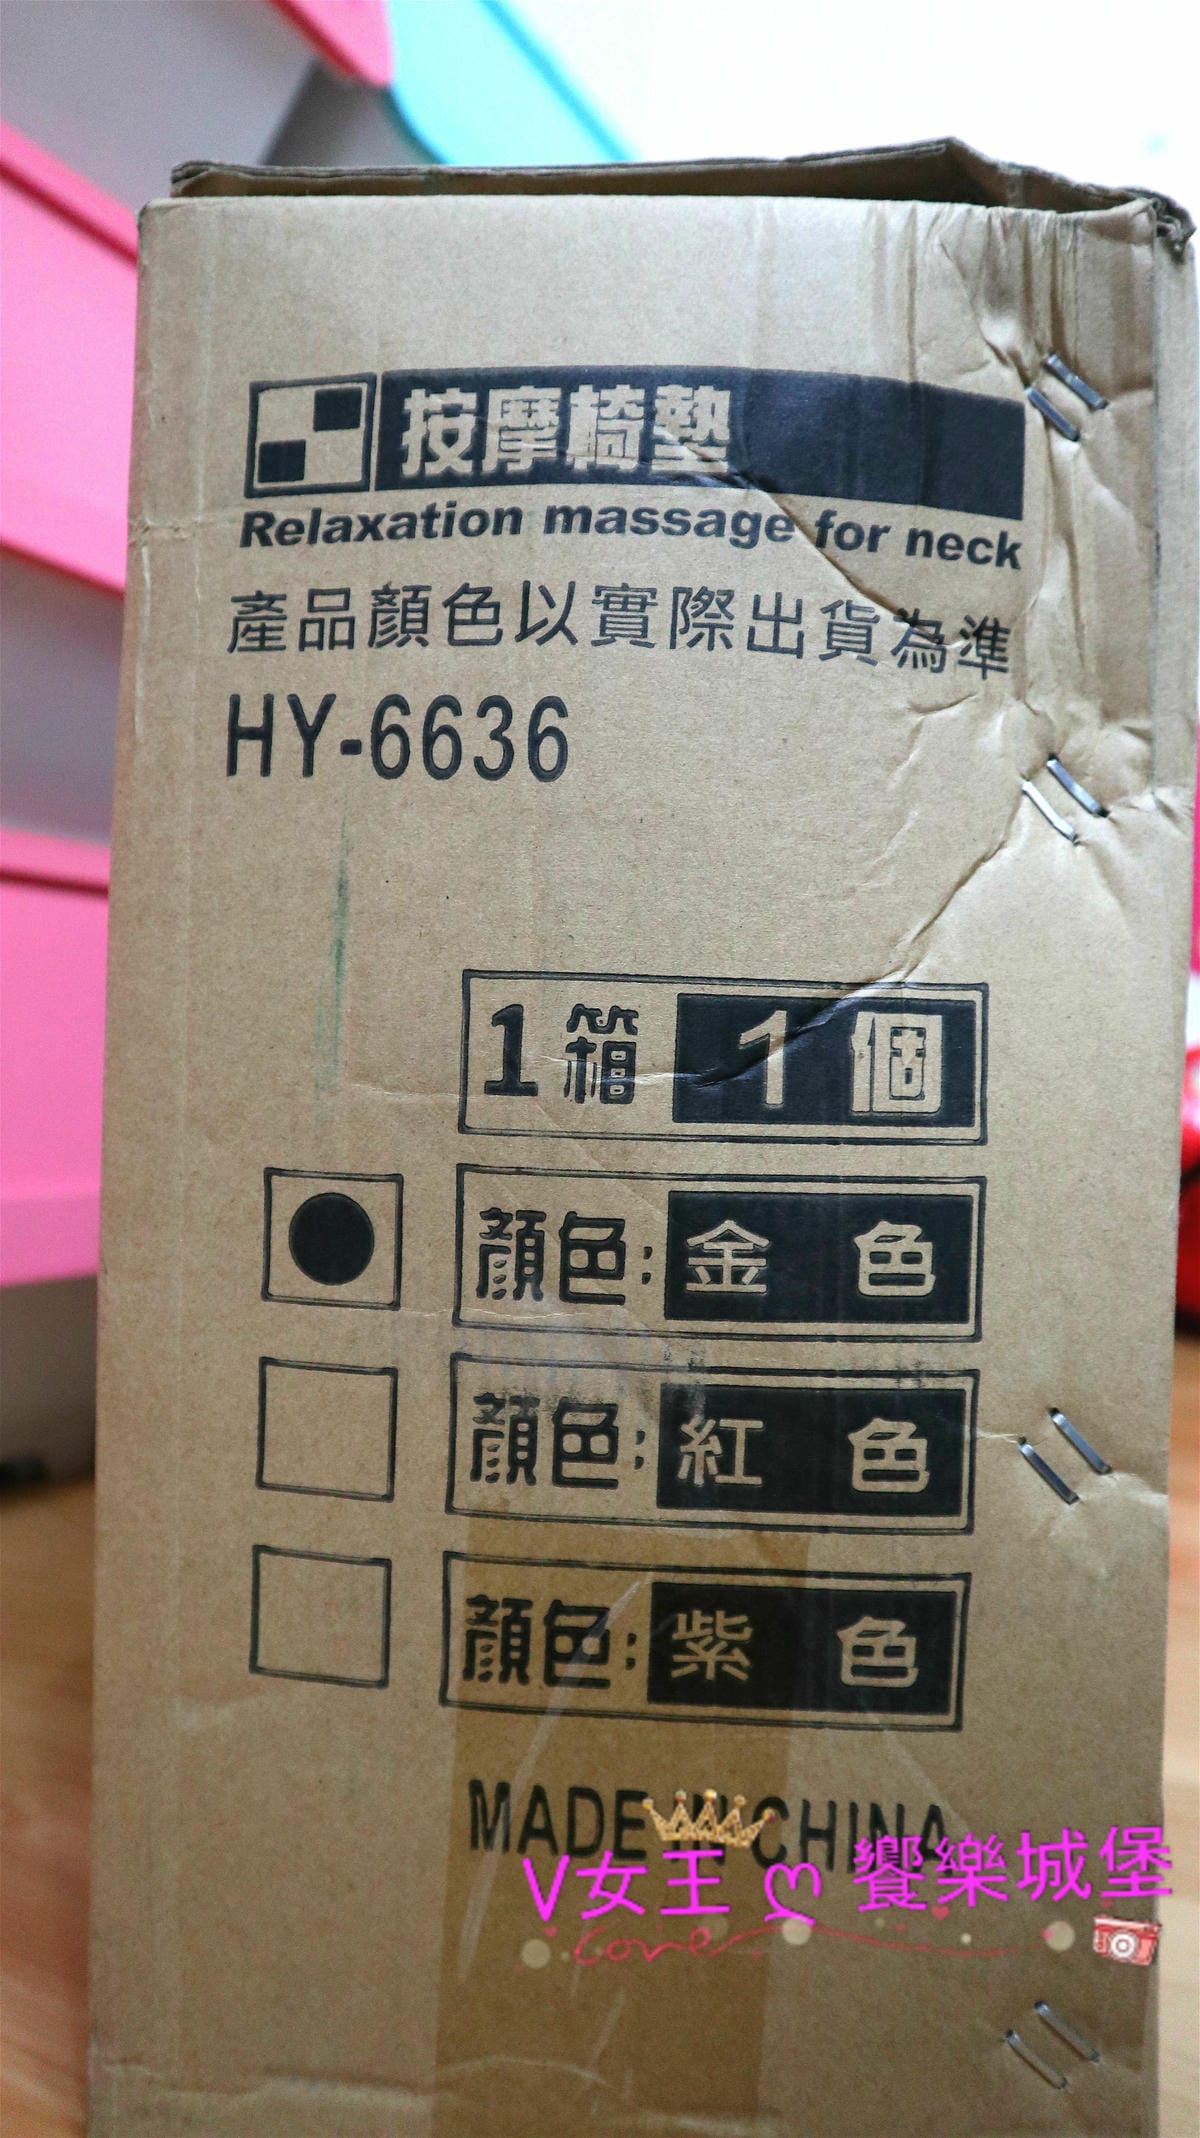 按摩椅墊
Relaxation massage for neck
產品顏色以實際出貨為準
HY-6636
1箱 1個
顏色:金色
顏色:紅色
顏色:紫色
MADE IN CHINA
V女王ღ饗樂城堡
Love